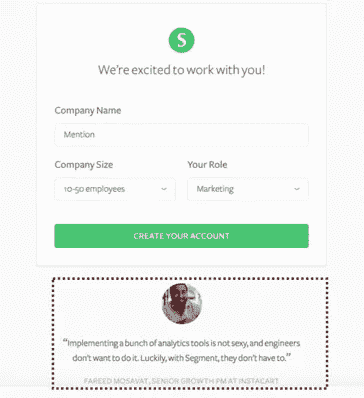 S
We're excited to work with you!
Company Name
Mention
Company Size Your Role
10-50 employees Marketing
CREATE YOUR ACCOUNT
“Implementing a bunch of analytics tools is not sexy, and engineers
don't want to do it. Luckily, with Segment, they don't have to.”
FAREED MOSAVAT, SENIOR GROWTH PM AT INSTACART